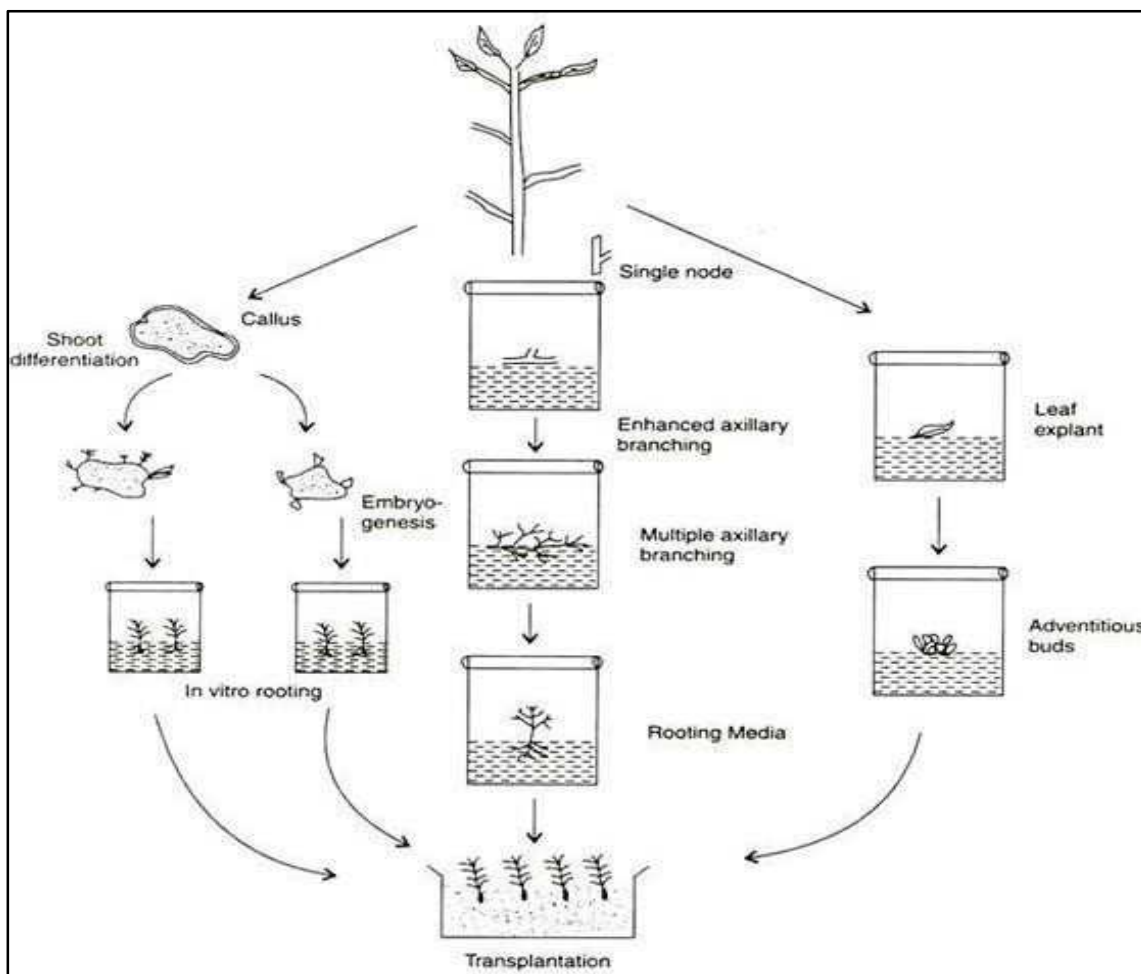 Single node
Callus
Shoot
differentiation
Enhanced axillary
branching
Leaf
explant
Embryo-
genesis
Multiple axillary
branching
Adventitious
buds
In vitro rooting
Rooting Media
Transplantation